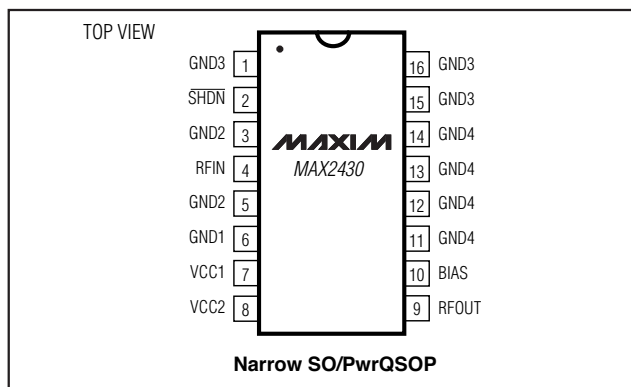 TOP VIEW
GND3 1
SHDN 2
GND2 3
RFIN 4
GND2 5
GND1 6
VCC1 7
VCC2 8
MAXIM
MAX2430
16 GND3
15 GND3
14 GND4
13 GND4
12 GND4
11 GND4
10 BIAS
9 RFOUT
Narrow SO/PwrQSOP